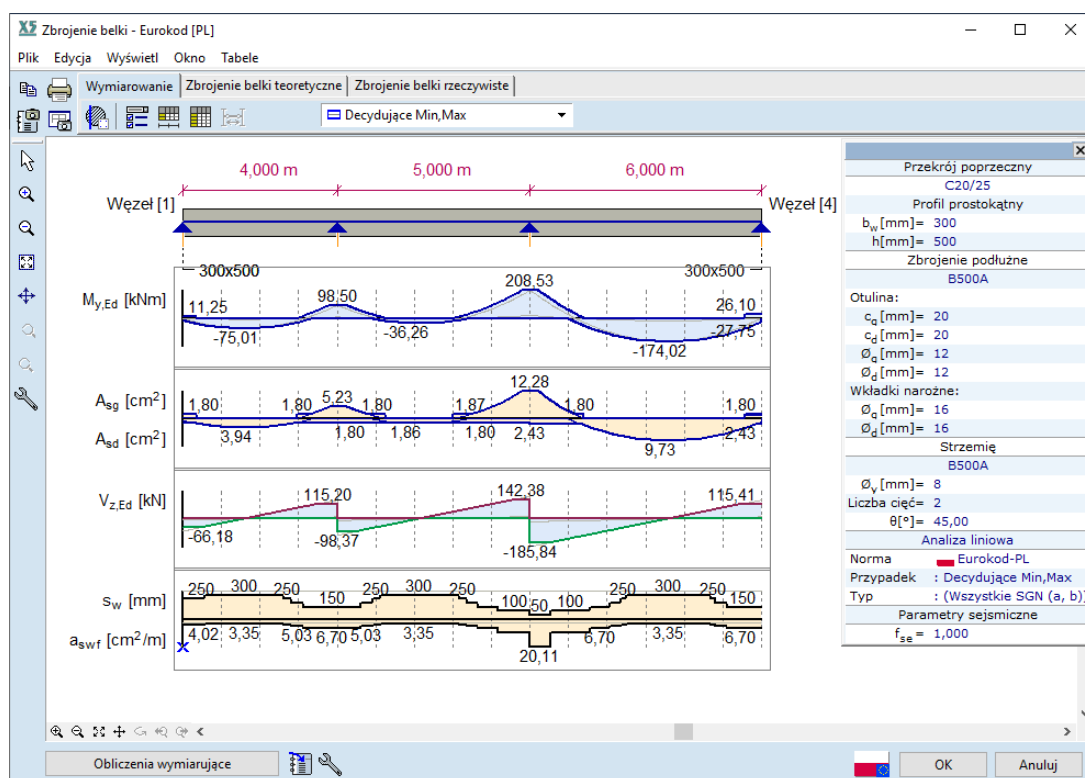 Zbrojenie belki - Eurokod [PL]
Plik Edycja Wyświetl Okno Tabele
Wymiarowanie Zbrojenie belki teoretyczne Zbrojenie belki rzeczywiste
Decydujące Min,Max
4,000 m 5,000 m 6,000 m
Węzeł [1] Węzeł [4]
300x500 300x500
My,Ed [kNm]
11,25 98,50 208,53 26,10
-75,01 -36,26 -174,02 -27,75
Asg [cm2]
1,80 1,80 5,23 1,80 1,87 12,28 1,80 1,80
Asd [cm2]
3,94 1,80 1,86 1,80 2,43 9,73 2,43
Vz,Ed [kN]
115,20 142,38 115,41
-66,18 -98,37 -185,84
sw [mm]
250 300 250 150 250 300 250 100 50 100 250 300 250 150
aswf [cm2/m]
4,02 3,35 5,03 6,70 5,03 3,35 20,11 6,70 3,35 6,70
Przekrój poprzeczny
C20/25
Profil prostokątny
bw[mm]= 300
h[mm]= 500
Zbrojenie podłużne
B500A
Otulina:
cg[mm]= 20
cd[mm]= 20
Øg[mm]= 12
Ød[mm]= 12
Wkładki narożne:
Øg[mm]= 16
Ød[mm]= 16
Strzemię
B500A
Øv[mm]= 8
Liczba cięć= 2
θ[°]= 45,00
Analiza liniowa
Norma Eurokod-PL
Przypadek : Decydujące Min,Max
Typ : (Wszystkie SGN (a, b))
Parametry sejsmiczne
fse = 1,000
Obliczenia wymiarujące
OK Anuluj